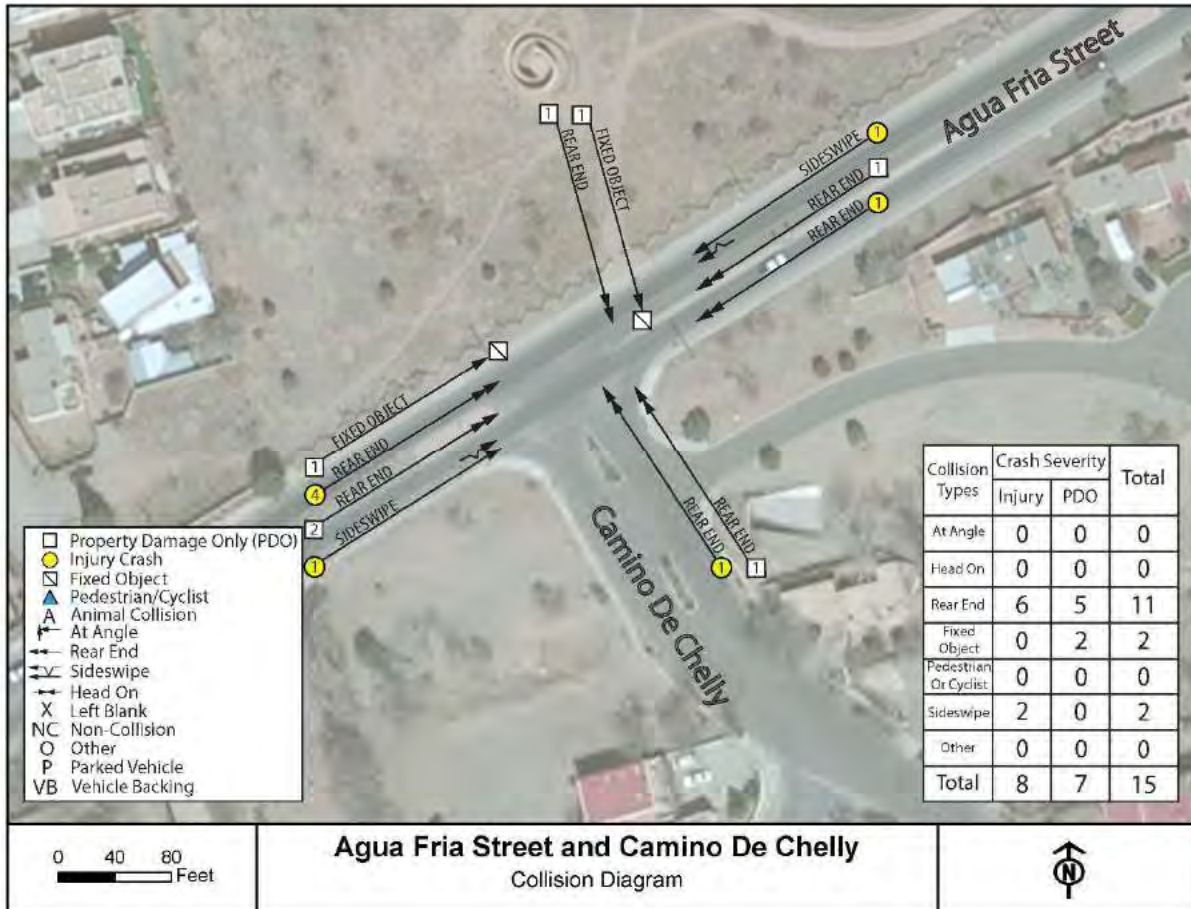 Agua Fria Street
1
1
REAR END
FIXED OBJECT
SIDESWIPE
1
REAR END
1
REAR END
1
FIXED OBJECT
1
REAR END
4
REAR END
2
SIDESWIPE
1
REAR END
1
REAR END
1
Camino De Chelly
Property Damage Only (PDO)
Injury Crash
Fixed Object
Pedestrian/Cyclist
A Animal Collision
At Angle
Rear End
Sideswipe
Head On
X Left Blank
NC Non-Collision
O Other
P Parked Vehicle
VB Vehicle Backing
Collision Types Crash Severity Total
Injury PDO
At Angle 0 0 0
Head On 0 0 0
Rear End 6 5 11
Fixed Object 0 2 2
Pedestrian Or Cyclist 0 0 0
Sideswipe 2 0 2
Other 0 0 0
Total 8 7 15
0 40 80
Feet
Agua Fria Street and Camino De Chelly
Collision Diagram
N